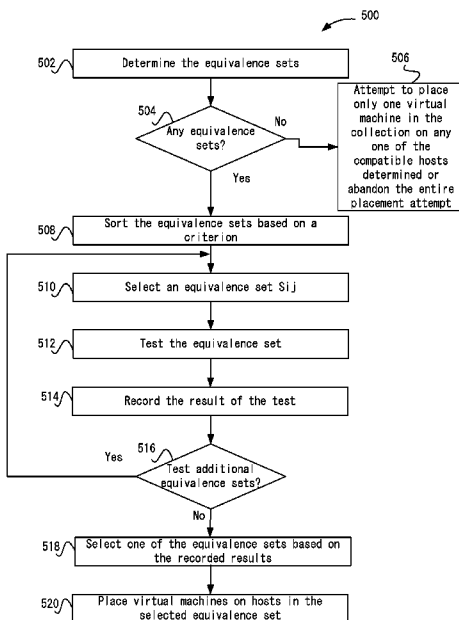 500
502
Determine the equivalence sets
506
Attempt to place
only one virtual
machine in the
collection on any
one of the
compatible hosts
determined or
abandon the entire
placement attempt
504
Any equivalence
sets?
No
Yes
508
Sort the equivalence sets based on a
criterion
510
Select an equivalence set Sij
512
Test the equivalence set
514
Record the result of the test
516
Test additional
equivalence sets?
Yes
No
518
Select one of the equivalence sets based on
the recorded results
520
Place virtual machines on hosts in the
selected equivalence set